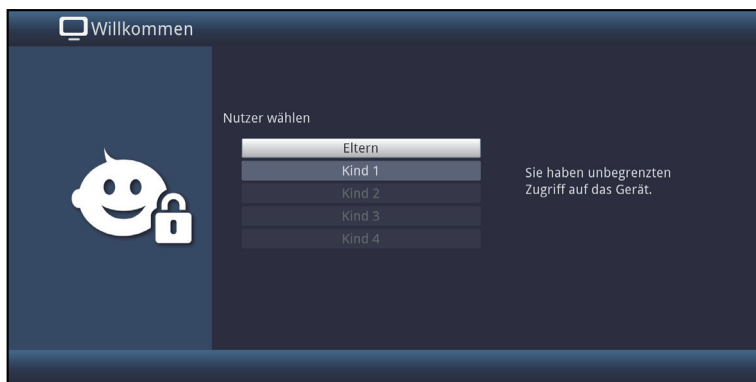 Willkommen
Nutzer wählen
Eltern
Kind 1
Kind 2
Kind 3
Kind 4
Sie haben unbegrenzten
Zugriff auf das Gerät.